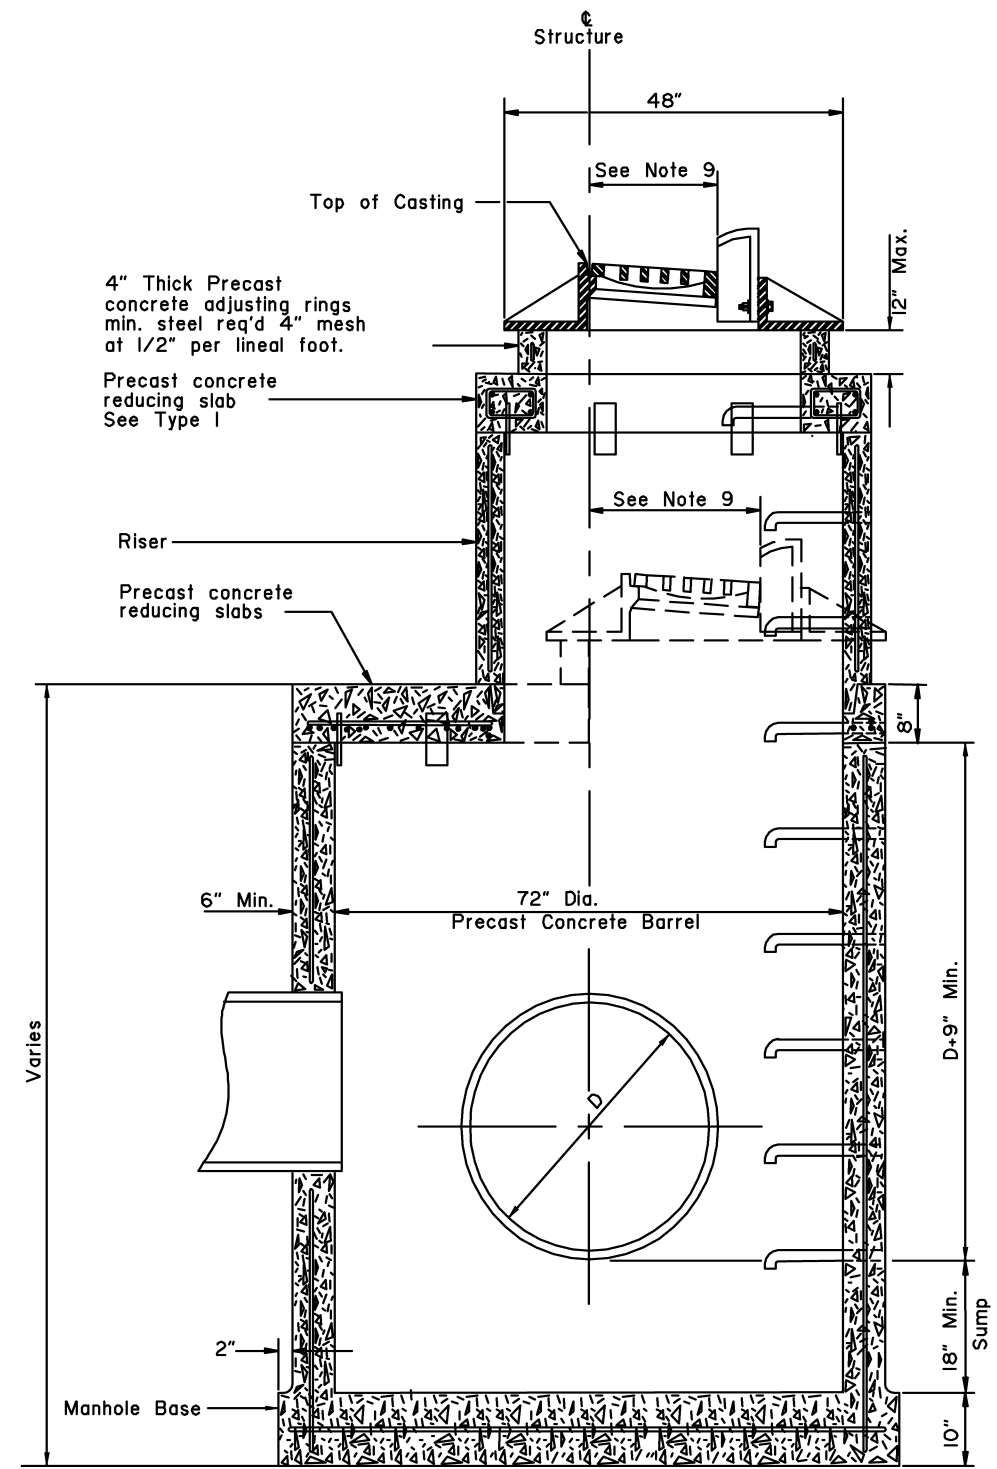 ℄
Structure
48"
See Note 9
Top of Casting
12" Max.
4" Thick Precast
concrete adjusting rings
min. steel req'd 4" mesh
at 1/2" per lineal foot.
Precast concrete
reducing slab
See Type I
See Note 9
Riser
Precast concrete
reducing slabs
8"
6" Min.
72" Dia.
Precast Concrete Barrel
Varies
D+9" Min.
D
18" Min.
Sump
2"
Manhole Base
10"